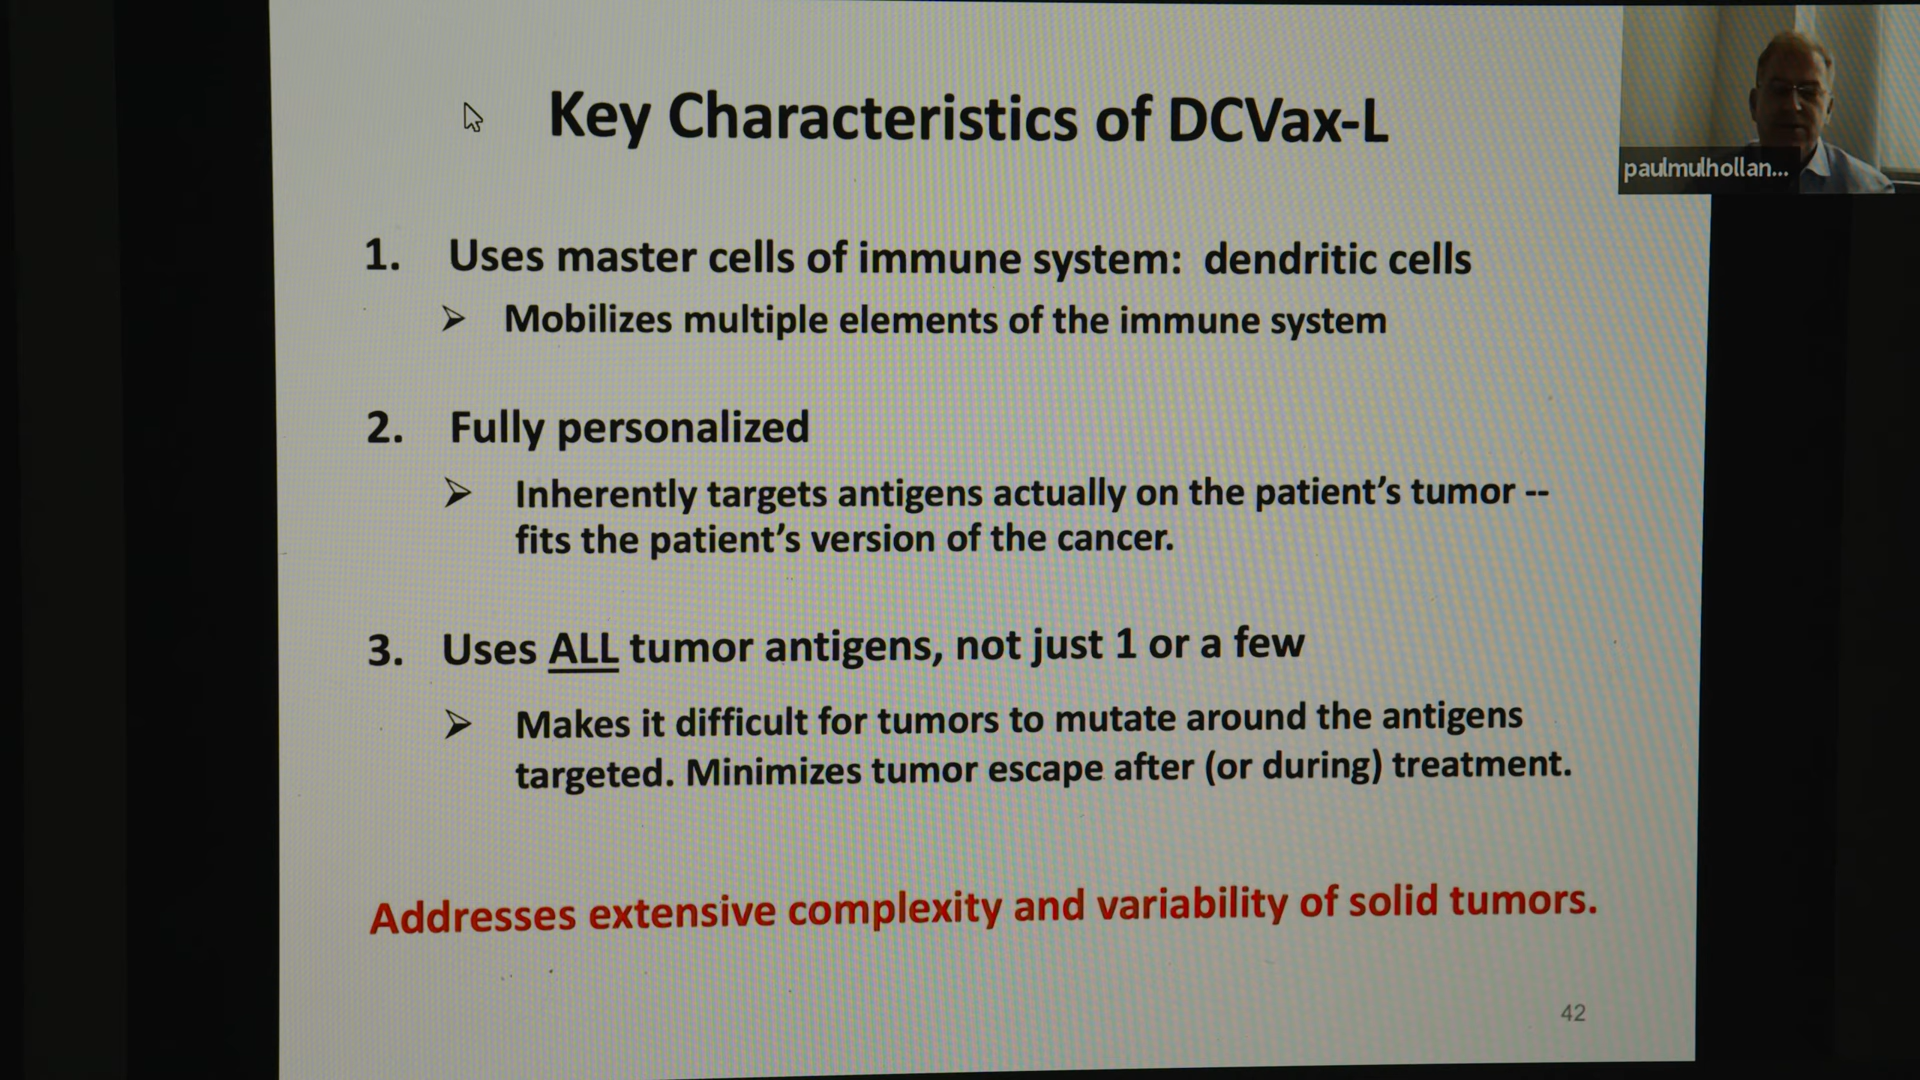 Key Characteristics of DCVax-L
paulmulhollan...
1. Uses master cells of immune system: dendritic cells
➢ Mobilizes multiple elements of the immune system
2. Fully personalized
➢ Inherently targets antigens actually on the patient's tumor --
fits the patient's version of the cancer.
3. Uses ALL tumor antigens, not just 1 or a few
➢ Makes it difficult for tumors to mutate around the antigens
targeted. Minimizes tumor escape after (or during) treatment.
Addresses extensive complexity and variability of solid tumors.
42